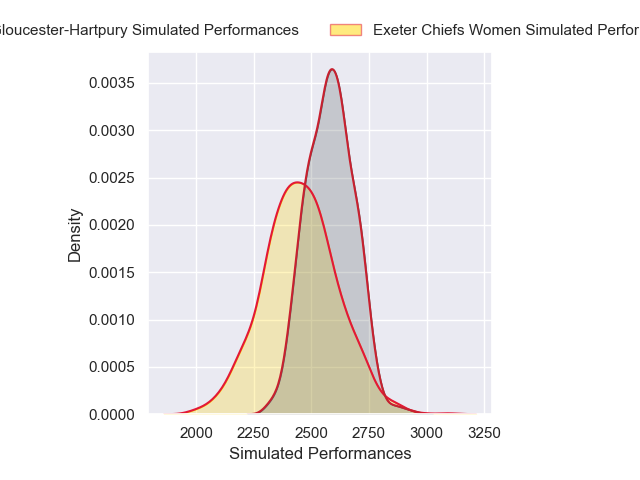 Gloucester-Hartpury Simulated Performances Exeter Chiefs Women Simulated Perfor
0.0035
0.0030
0.0025
0.0020
0.0015
0.0010
0.0005
0.0000
Density
2000 2250 2500 2750 3000 3250
Simulated Performances